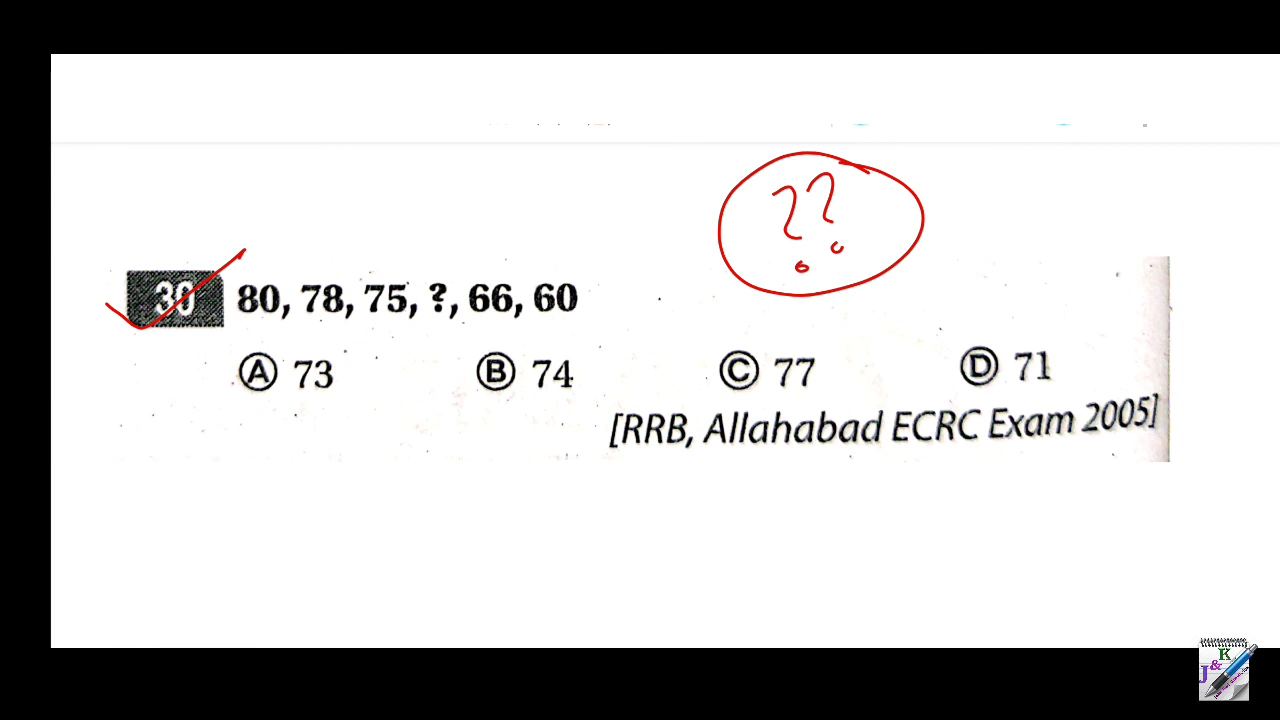 ??
30 80, 78, 75, ?, 66, 60
A 73 B 74 C 77 D 71
[RRB, Allahabad ECRC Exam 2005]
J&K